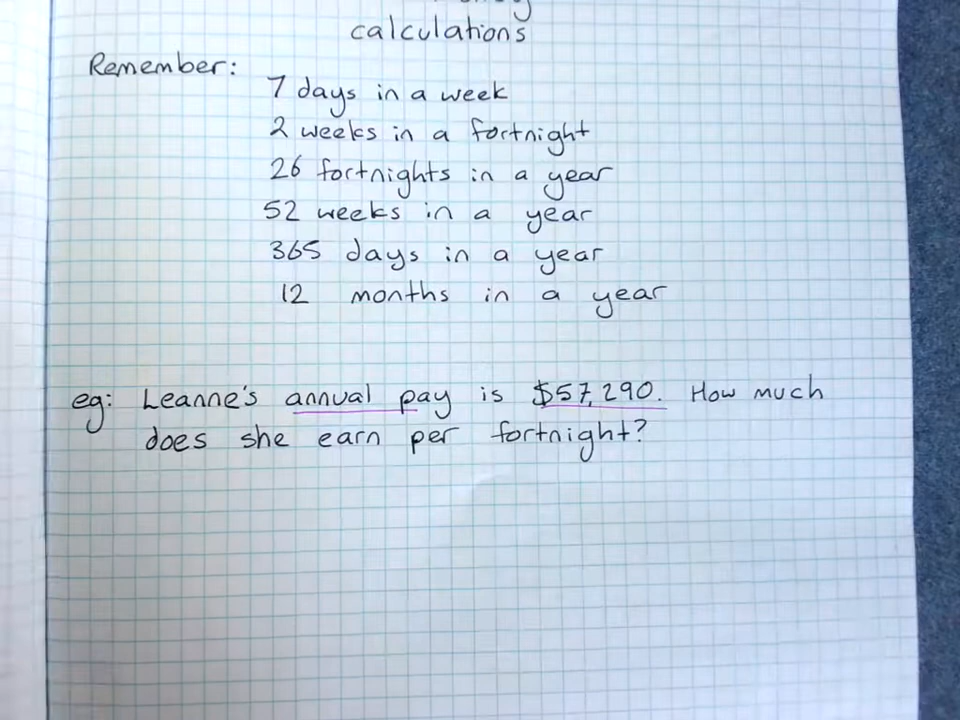 calculations
Remember:
7 days in a week
2 weeks in a fortnight
26 fortnights in a year
52 weeks in a year
365 days in a year
12 months in a year
eg: Leanne's annual pay is $57,290. How much
does she earn per fortnight?